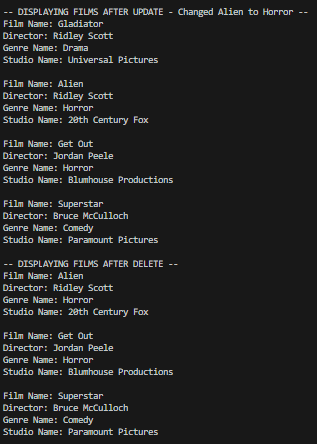 -- DISPLAYING FILMS AFTER UPDATE - Changed Alien to Horror --
Film Name: Gladiator
Director: Ridley Scott
Genre Name: Drama
Studio Name: Universal Pictures
Film Name: Alien
Director: Ridley Scott
Genre Name: Horror
Studio Name: 20th Century Fox
Film Name: Get Out
Director: Jordan Peele
Genre Name: Horror
Studio Name: Blumhouse Productions
Film Name: Superstar
Director: Bruce McCulloch
Genre Name: Comedy
Studio Name: Paramount Pictures
-- DISPLAYING FILMS AFTER DELETE --
Film Name: Alien
Director: Ridley Scott
Genre Name: Horror
Studio Name: 20th Century Fox
Film Name: Get Out
Director: Jordan Peele
Genre Name: Horror
Studio Name: Blumhouse Productions
Film Name: Superstar
Director: Bruce McCulloch
Genre Name: Comedy
Studio Name: Paramount Pictures